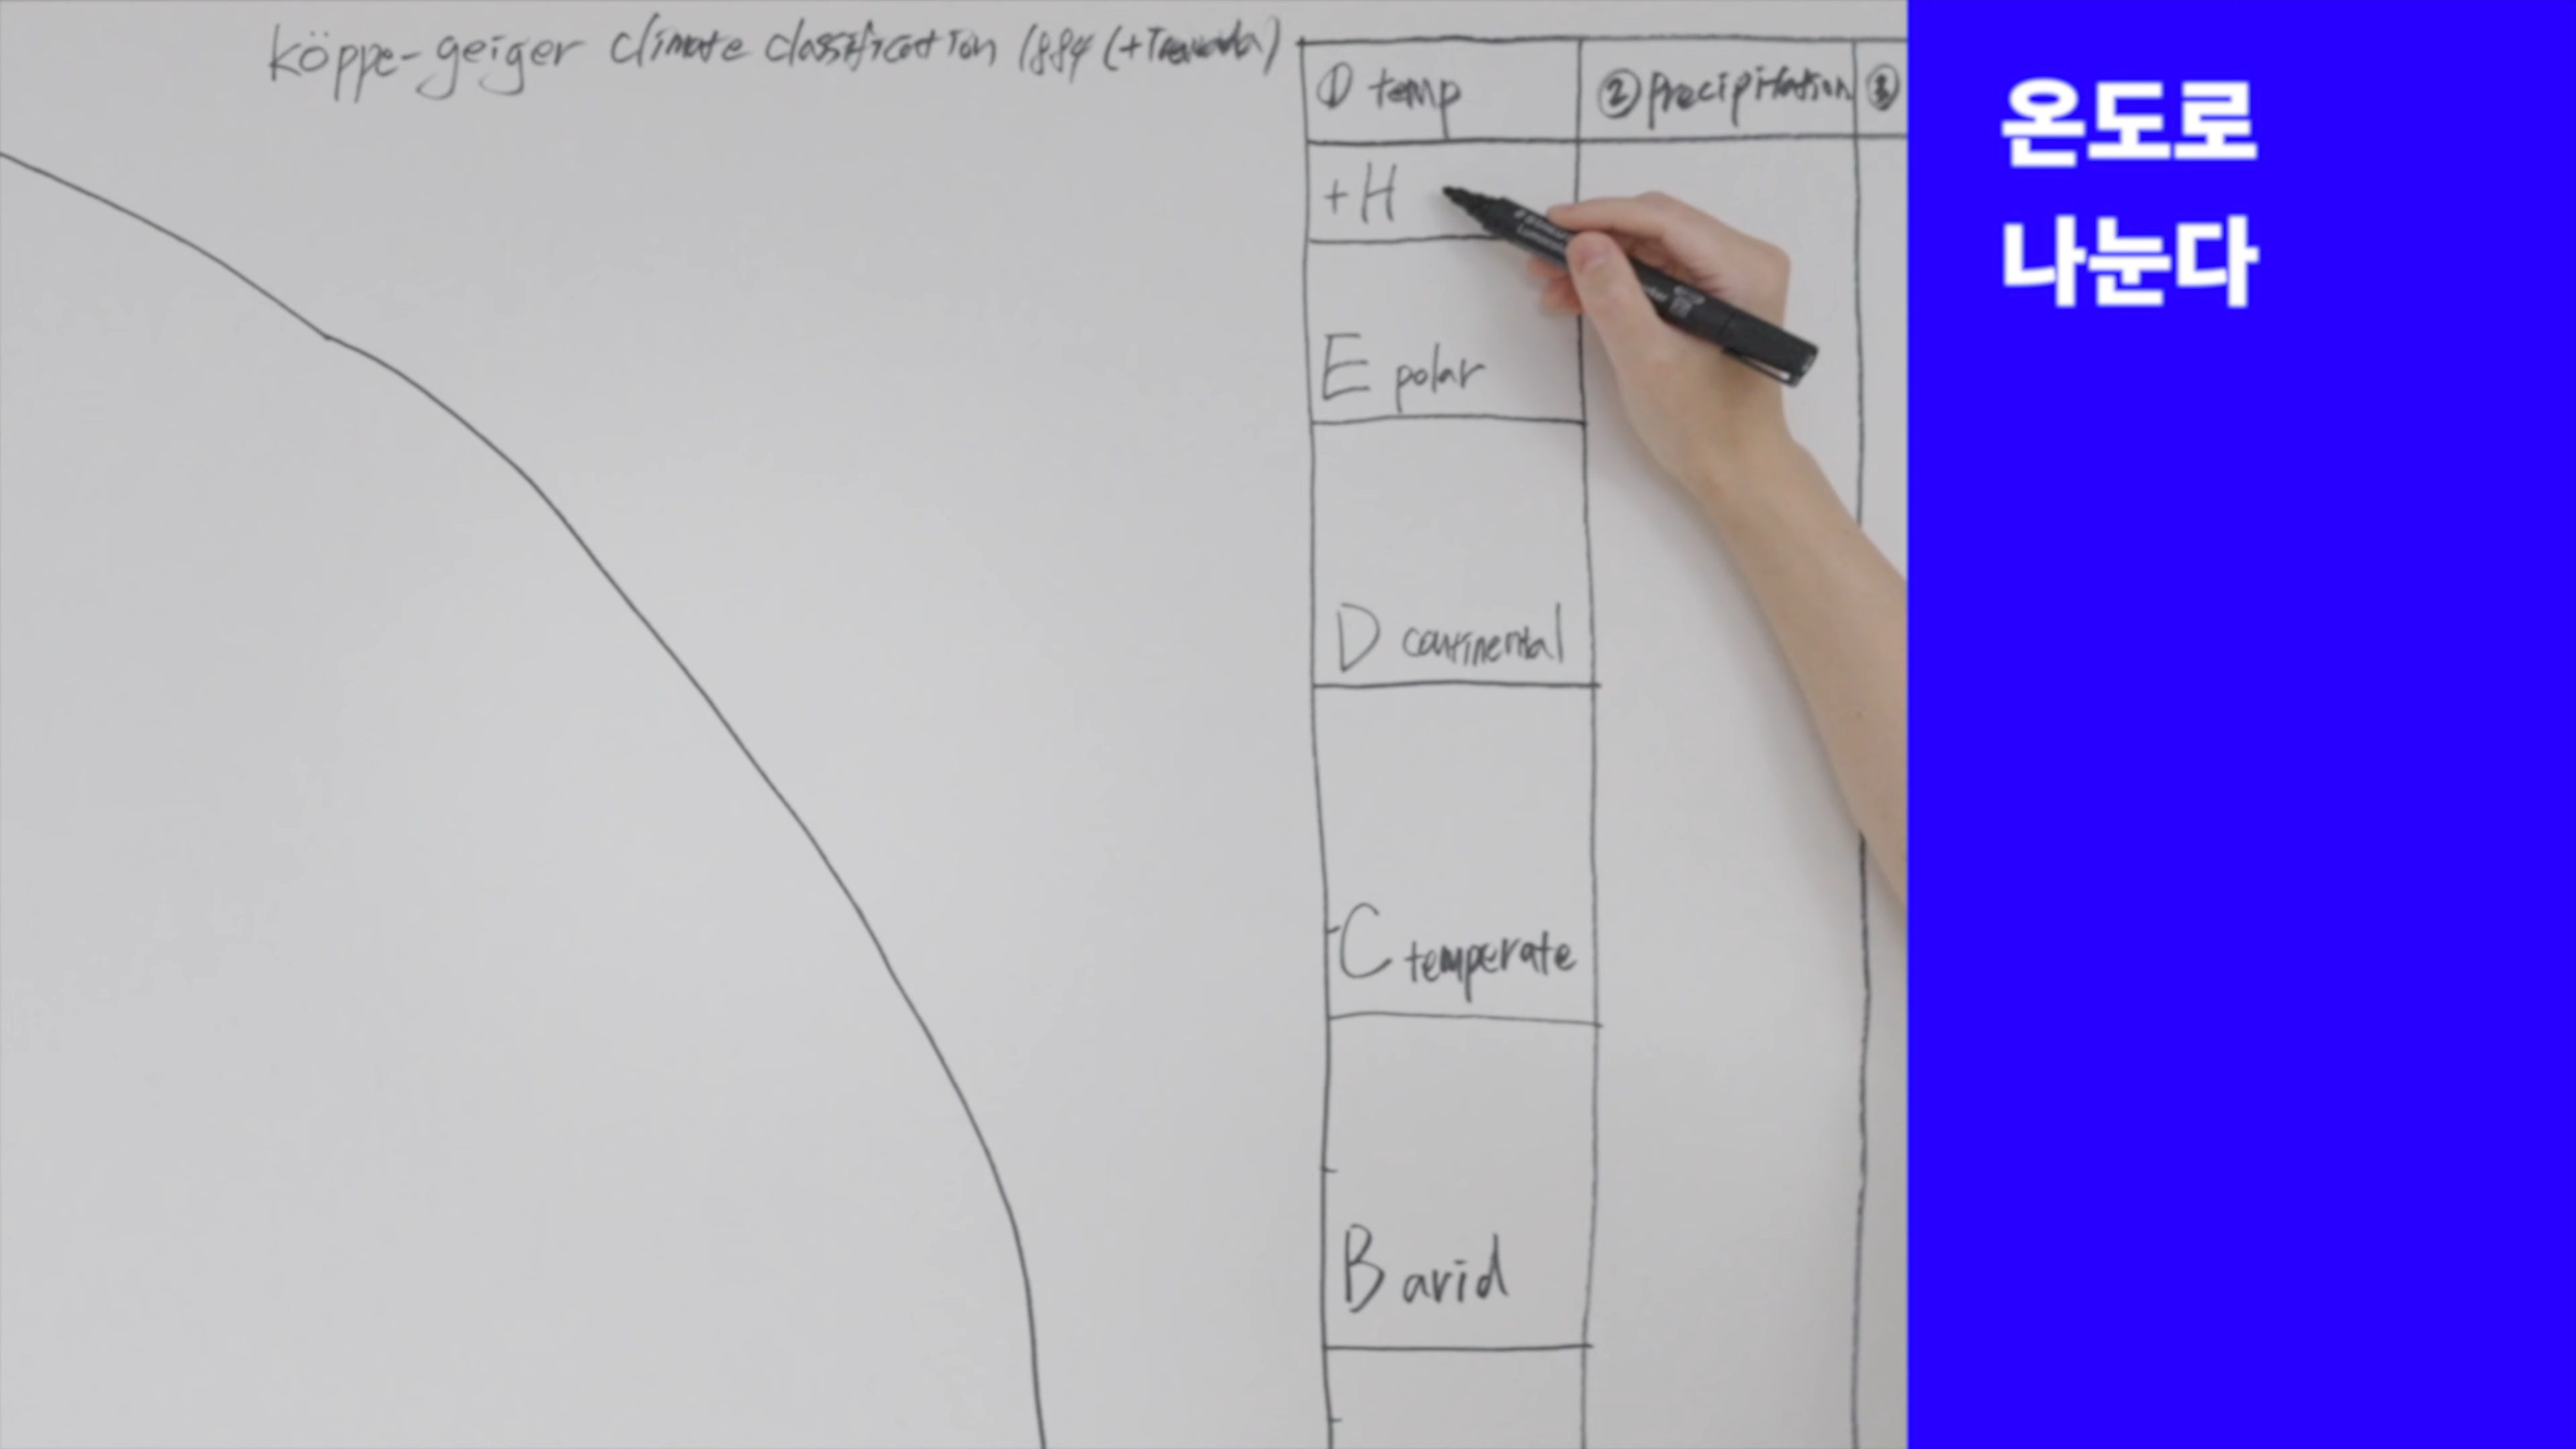 köppe-geiger climate classification 1884 (+Trewartha)
① temp
② Precipitation
③
+H
E polar
D continental
C temperate
B arid
온도로
나눈다